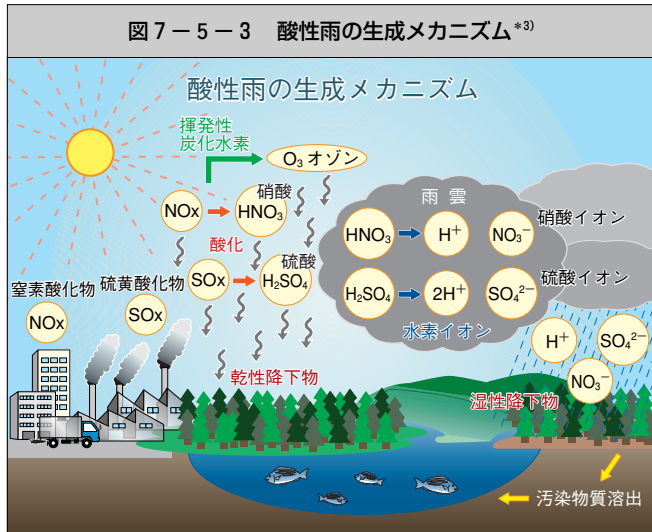 図7－5－3　酸性雨の生成メカニズム*3)
酸性雨の生成メカニズム
揮発性
炭化水素
O₃ オゾン
NOx
硝酸
HNO₃
酸化
SOx
硫酸
H₂SO₄
窒素酸化物
NOx
硫黄酸化物
SOx
乾性降下物
雨雲
HNO₃
H⁺
NO₃⁻
硝酸イオン
H₂SO₄
2H⁺
SO₄²⁻
硫酸イオン
水素イオン
H⁺
SO₄²⁻
NO₃⁻
湿性降下物
汚染物質溶出